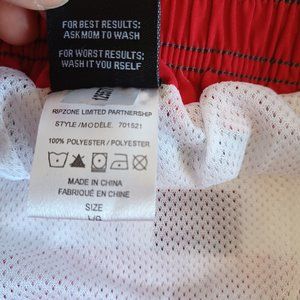 FOR BEST RESULTS:
ASK MOM TO WASH
FOR WORST RESULTS:
WASH IT YOURSELF
RIPZONE LIMITED PARTNERSHIP
STYLE/MODÈLE. 701521
100% POLYESTER / POLYESTER
MADE IN CHINA
FABRIQUÉ EN CHINE
SIZE
L/G